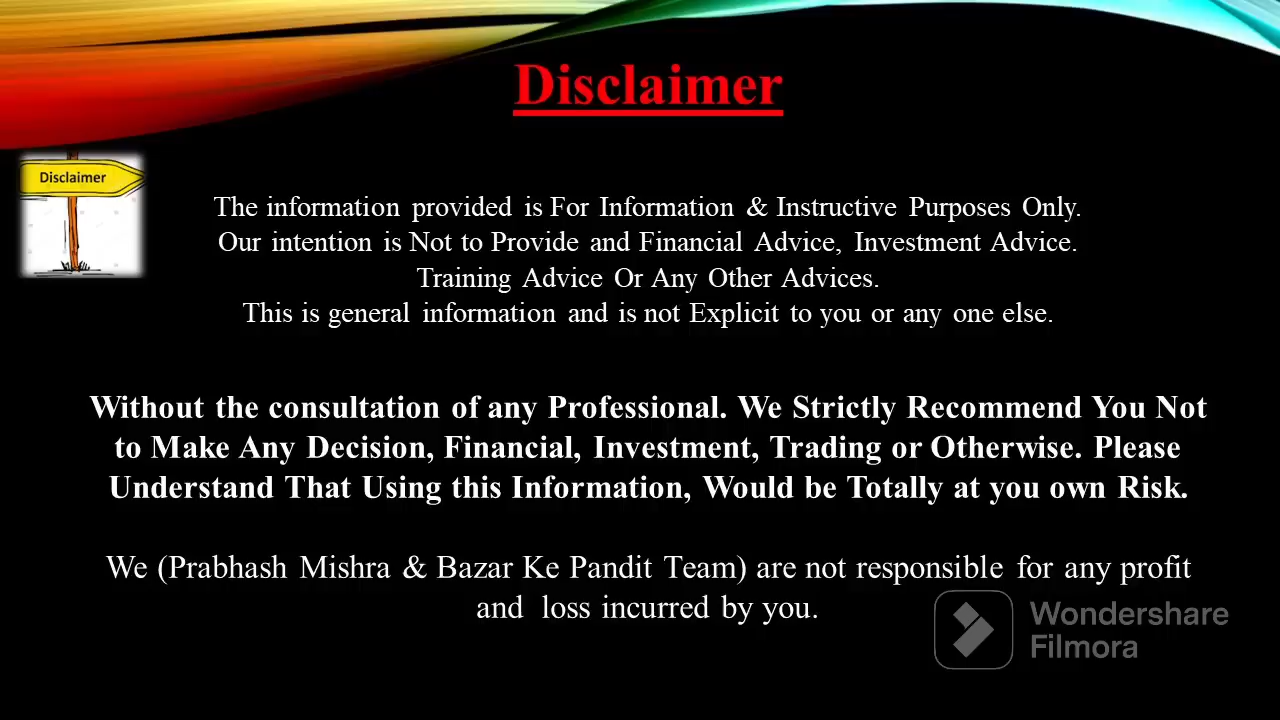 Disclaimer
Disclaimer
The information provided is For Information & Instructive Purposes Only.
Our intention is Not to Provide and Financial Advice, Investment Advice.
Training Advice Or Any Other Advices.
This is general information and is not Explicit to you or any one else.
Without the consultation of any Professional. We Strictly Recommend You Not
to Make Any Decision, Financial, Investment, Trading or Otherwise. Please
Understand That Using this Information, Would be Totally at you own Risk.
We (Prabhash Mishra & Bazar Ke Pandit Team) are not responsible for any profit
and loss incurred by you.
Wondershare
Filmora